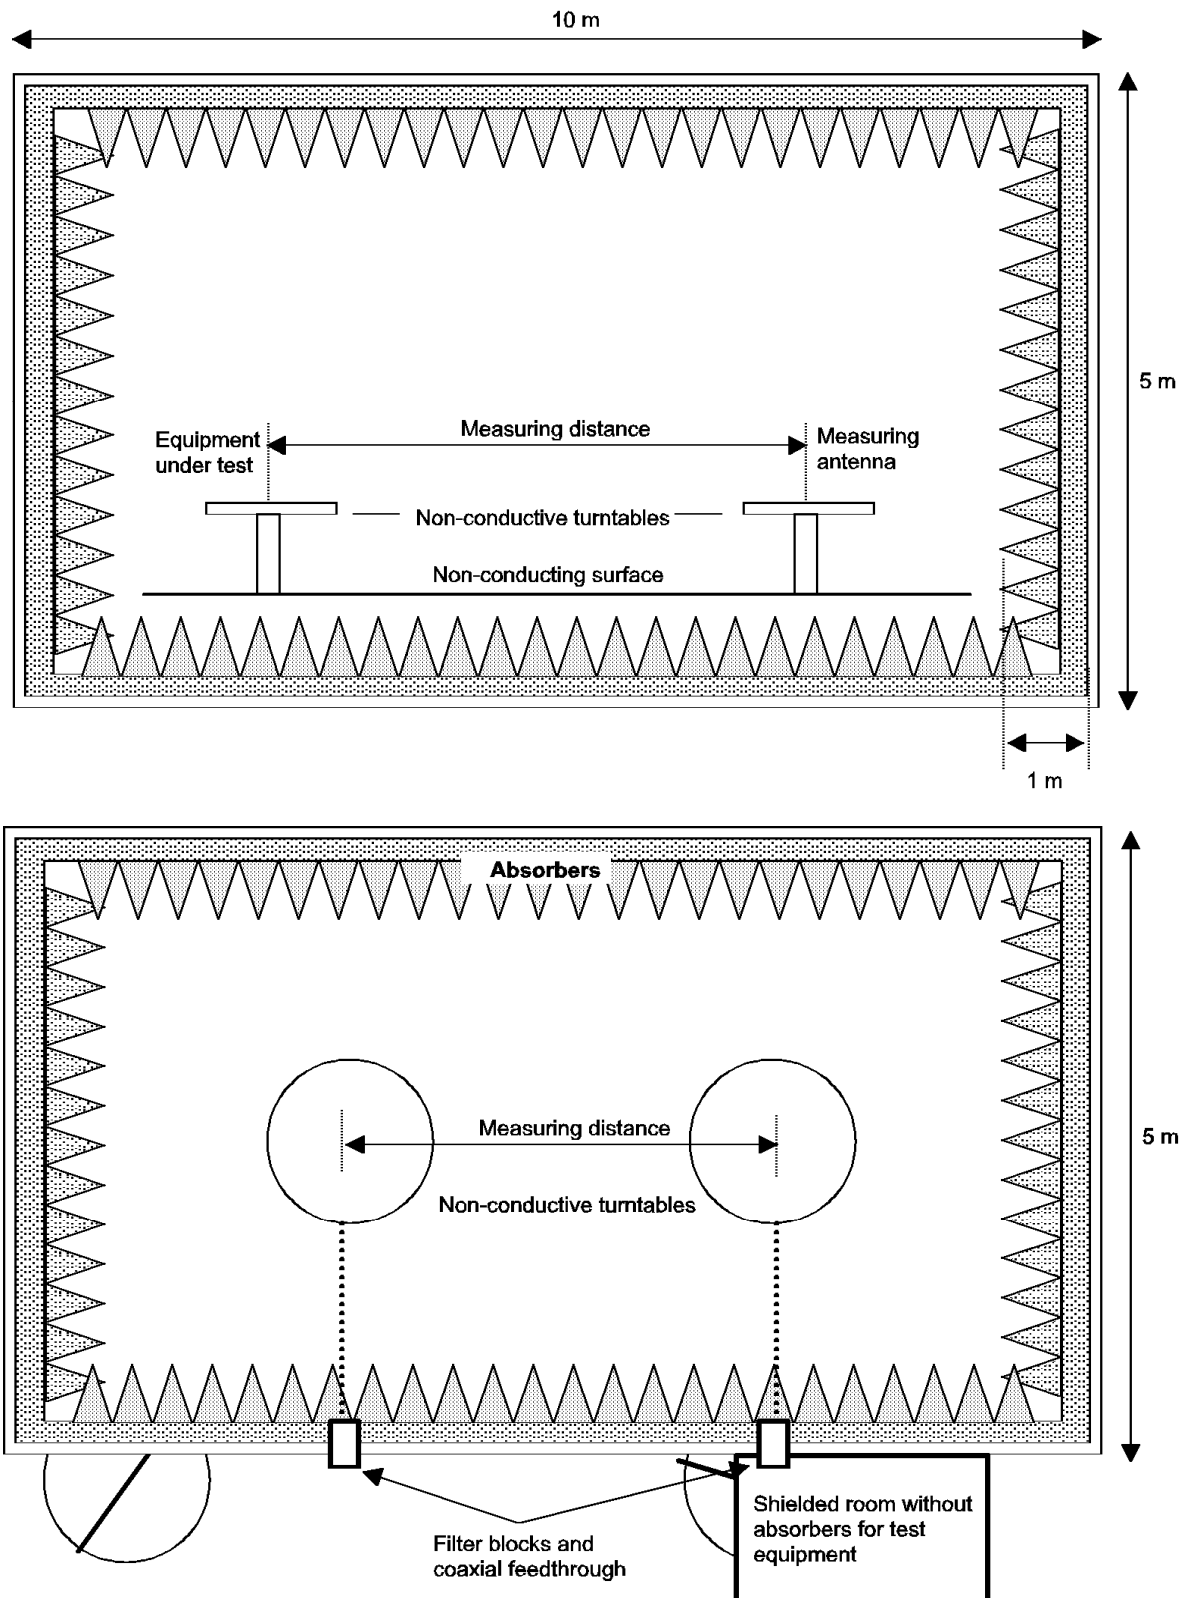 10 m
5 m
Measuring distance
Equipment
under test
Measuring
antenna
Non-conductive turntables
Non-conducting surface
1 m
Absorbers
Measuring distance
5 m
Non-conductive turntables
Shielded room without
absorbers for test
equipment
Filter blocks and
coaxial feedthrough